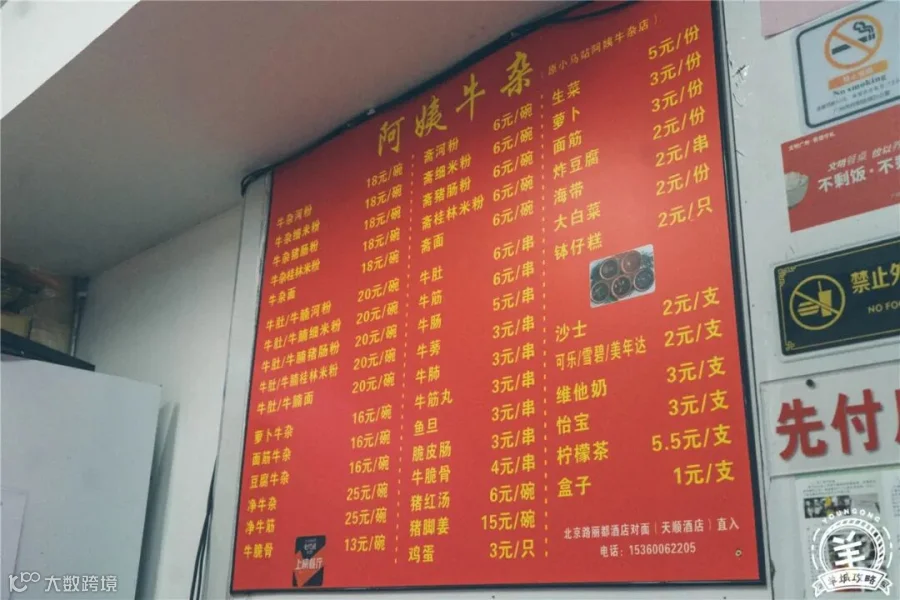 阿姨牛杂（原小马站阿姨牛杂店）
牛杂河粉 18元/碗
牛杂细米粉 18元/碗
牛杂猪肠粉 18元/碗
牛杂桂林米粉 18元/碗
牛杂面 18元/碗
牛肚/牛腩河粉 20元/碗
牛肚/牛腩细米粉 20元/碗
牛肚/牛腩猪肠粉 20元/碗
牛肚/牛腩桂林米粉 20元/碗
牛肚/牛腩面 20元/碗
萝卜牛杂 16元/碗
面筋牛杂 16元/碗
豆腐牛杂 16元/碗
净牛杂 25元/碗
净牛筋 25元/碗
牛脆骨 13元/碗
斋河粉 6元/碗
斋细米粉 6元/碗
斋猪肠粉 6元/碗
斋桂林米粉 6元/碗
斋面 6元/碗
牛肚 6元/串
牛筋 6元/串
牛肠 5元/串
牛蒡 3元/串
牛肺 3元/串
牛筋丸 3元/串
鱼旦 3元/串
脆皮肠 3元/串
牛脆骨 4元/串
猪红汤 6元/碗
猪脚姜 15元/碗
鸡蛋 3元/只
生菜 5元/份
萝卜 3元/份
面筋 3元/份
炸豆腐 2元/份
海带 2元/串
大白菜 2元/份
钵仔糕 2元/只
沙士 2元/支
可乐/雪碧/美年达 2元/支
维他奶 3元/支
怡宝 3元/支
柠檬茶 5.5元/支
盒子 1元/支
北京路丽都酒店对面（天顺酒店）直入
电话：15360062205
No smoking
不剩饭·不
禁止外
NO FOO
先付
YOUNGONG
羊
羊城攻略
大数跨境